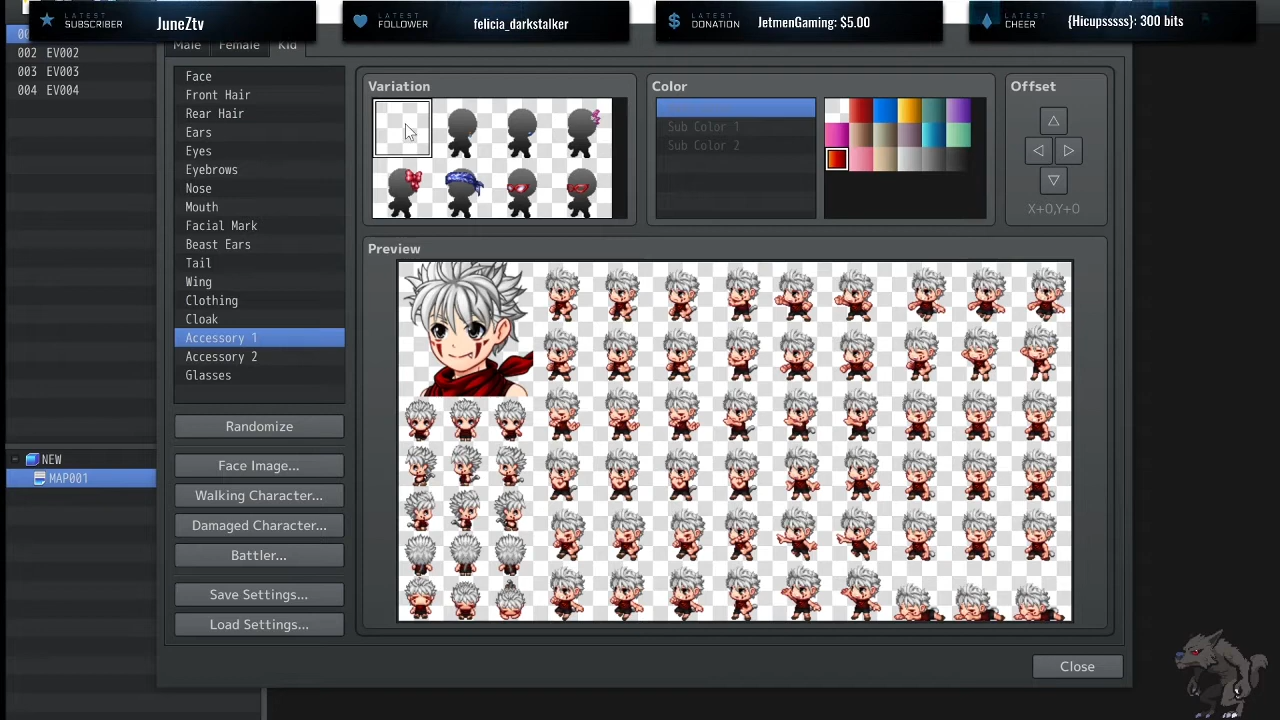 LATEST
SUBSCRIBER
JuneZtv
LATEST
FOLLOWER
felicia_darkstalker
LATEST
DONATION
JetmenGaming: $5.00
LATEST
CHEER
{Hicupsssss}: 300 bits
002 EV002
003 EV003
004 EV004
NEW
MAP001
Male Female Kid
Face
Front Hair
Rear Hair
Ears
Eyes
Eyebrows
Nose
Mouth
Facial Mark
Beast Ears
Tail
Wing
Clothing
Cloak
Accessory 1
Accessory 2
Glasses
Randomize
Face Image...
Walking Character...
Damaged Character...
Battler...
Save Settings...
Load Settings...
Variation
Color
Sub Color 1
Sub Color 2
Offset
X+0,Y+0
Preview
Close